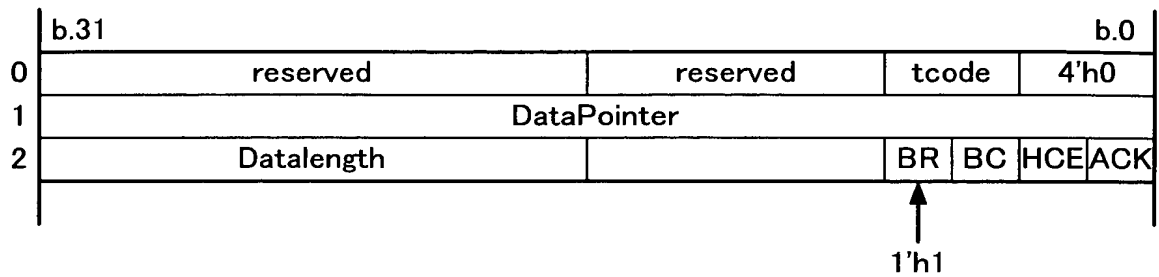 b.31 b.0
0 reserved reserved tcode 4'h0
1 DataPointer
2 Datalength BR BC HCE ACK
1'h1